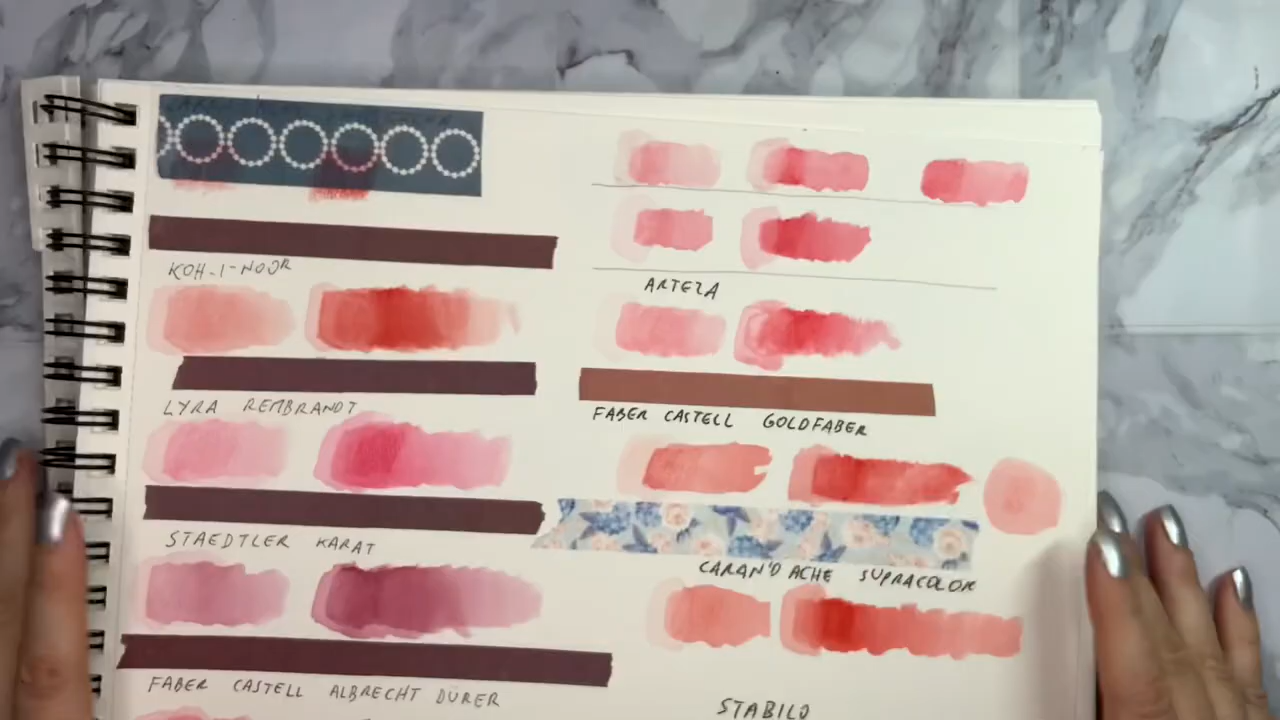 KOH-I-NOOR
LYRA REMBRANDT
STAEDTLER KARAT
FABER CASTELL ALBRECHT DÜRER
ARTEZA
FABER CASTELL GOLDFABER
CARAN'D ACHE SUPRACOLOR
STABILO